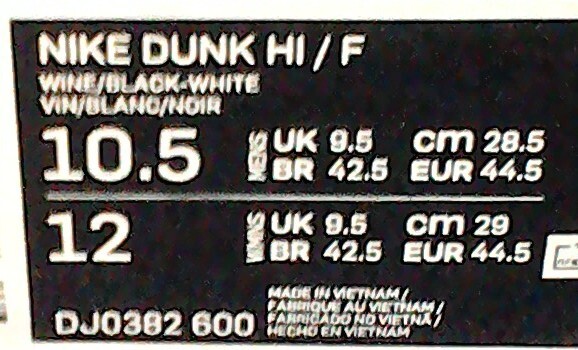 NIKE DUNK HI / F
WINE/BLACK-WHITE
VIN/BLANC/NOIR
10.5 MENS UK 9.5 cm 28.5
BR 42.5 EUR 44.5
12 WMNS UK 9.5 cm 29
BR 42.5 EUR 44.5
DJ0382 600
MADE IN VIETNAM /
FABRIQUE AU VIETNAM /
FABRICADO NO VIETNÃ /
HECHO EN VIETNAM